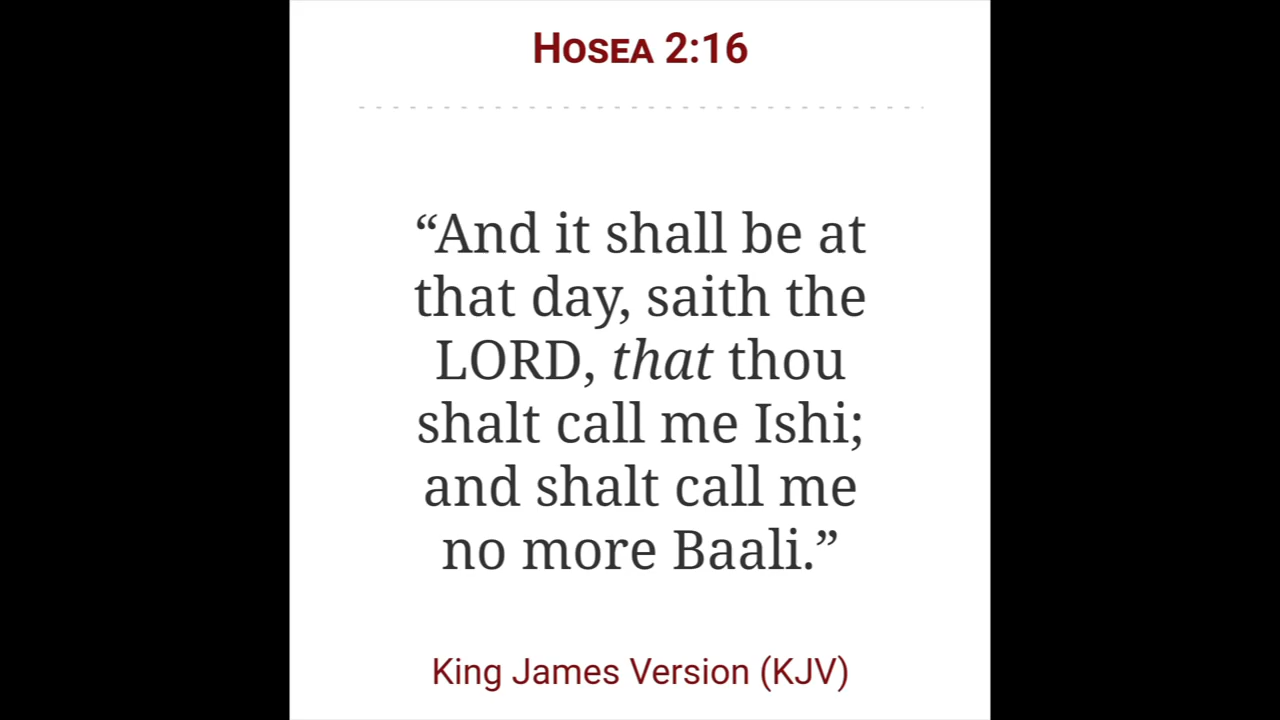 Hosea 2:16
“And it shall be at
that day, saith the
LORD, that thou
shalt call me Ishi;
and shalt call me
no more Baali.”
King James Version (KJV)